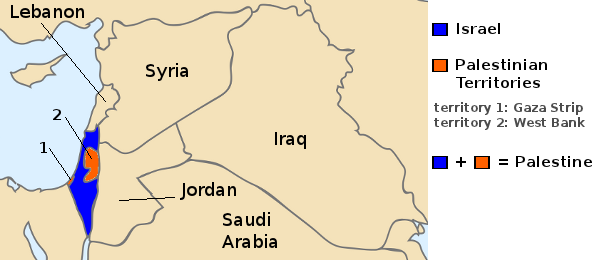 Lebanon
Syria
2
1
Iraq
Jordan
Saudi
Arabia
Israel
Palestinian
Territories
territory 1: Gaza Strip
territory 2: West Bank
+ = Palestine